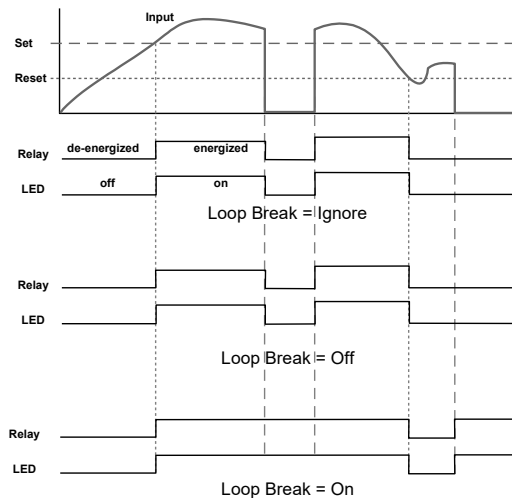 Input
Set
Reset
Relay de-energized energized
LED off on
Loop Break = Ignore
Relay
LED
Loop Break = Off
Relay
LED
Loop Break = On